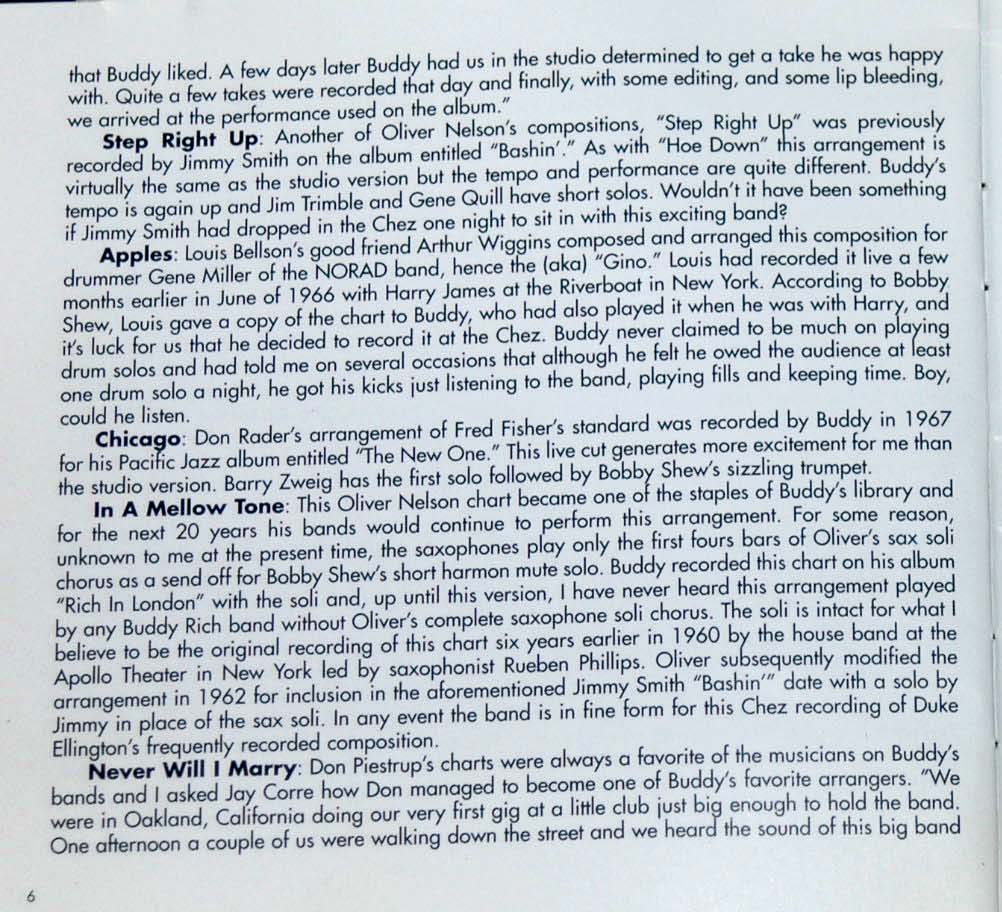 that Buddy liked. A few days later Buddy had us in the studio determined to get a take he was happy
with. Quite a few takes were recorded that day and finally, with some editing, and some lip bleeding,
we arrived at the performance used on the album."
Step Right Up: Another of Oliver Nelson's compositions, "Step Right Up" was previously
recorded by Jimmy Smith on the album entitled "Bashin'." As with "Hoe Down" this arrangement is
virtually the same as the studio version but the tempo and performance are quite different. Buddy's
tempo is again up and Jim Trimble and Gene Quill have short solos. Wouldn't it have been something
if Jimmy Smith had dropped in the Chez one night to sit in with this exciting band?
Apples: Louis Bellson's good friend Arthur Wiggins composed and arranged this composition for
drummer Gene Miller of the NORAD band, hence the (aka) "Gino." Louis had recorded it live a few
months earlier in June of 1966 with Harry James at the Riverboat in New York. According to Bobby
Shew, Louis gave a copy of the chart to Buddy, who had also played it when he was with Harry, and
it's luck for us that he decided to record it at the Chez. Buddy never claimed to be much on playing
drum solos and had told me on several occasions that although he felt he owed the audience at least
one drum solo a night, he got his kicks just listening to the band, playing fills and keeping time. Boy,
could he listen.
Chicago: Don Rader's arrangement of Fred Fisher's standard was recorded by Buddy in 1967
for his Pacific Jazz album entitled "The New One." This live cut generates more excitement for me than
the studio version. Barry Zweig has the first solo followed by Bobby Shew's sizzling trumpet.
In A Mellow Tone: This Oliver Nelson chart became one of the staples of Buddy's library and
for the next 20 years his bands would continue to perform this arrangement. For some reason,
unknown to me at the present time, the saxophones play only the first fours bars of Oliver's sax soli
chorus as a send off for Bobby Shew's short harmon mute solo. Buddy recorded this chart on his album
"Rich In London" with the soli and, up until this version, I have never heard this arrangement played
by any Buddy Rich band without Oliver's complete saxophone soli chorus. The soli is intact for what I
believe to be the original recording of this chart six years earlier in 1960 by the house band at the
Apollo Theater in New York led by saxophonist Rueben Phillips. Oliver subsequently modified the
arrangement in 1962 for inclusion in the aforementioned Jimmy Smith "Bashin'" date with a solo by
Jimmy in place of the sax soli. In any event the band is in fine form for this Chez recording of Duke
Ellington's frequently recorded composition.
Never Will I Marry: Don Piestrup's charts were always a favorite of the musicians on Buddy's
bands and I asked Jay Corre how Don managed to become one of Buddy's favorite arrangers. "We
were in Oakland, California doing our very first gig at a little club just big enough to hold the band.
One afternoon a couple of us were walking down the street and we heard the sound of this big band
6